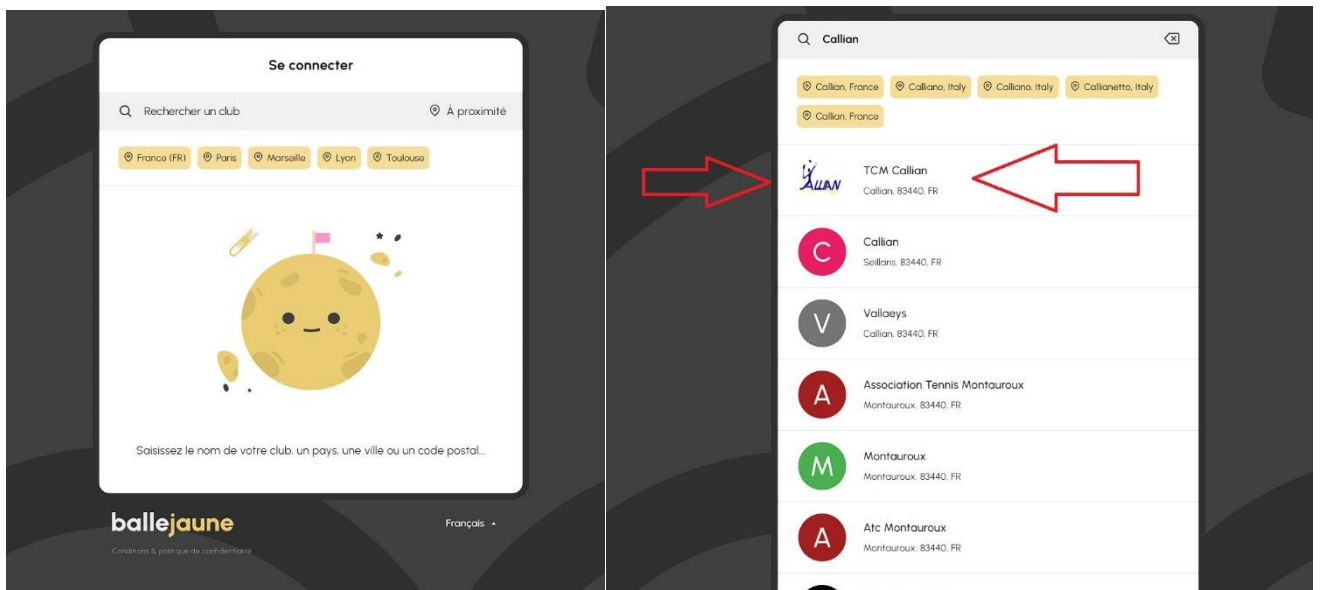 Se connecter
Rechercher un club
À proximité
France (FR) Paris Marseille Lyon Toulouse
Saisissez le nom de votre club, un pays, une ville ou un code postal...
ballejaune
Français
Conditions & politique de confidentialité
Callian
Callian, France Calliano, Italy Calliano, Italy Callianetto, Italy
Callian, France
CALLIAN
TCM Callian
Callian, 83440, FR
C
Callian
Seillans, 83440, FR
V
Vallaeys
Callian, 83440, FR
A
Association Tennis Montauroux
Montauroux, 83440, FR
M
Montauroux
Montauroux, 83440, FR
A
Atc Montauroux
Montauroux, 83440, FR